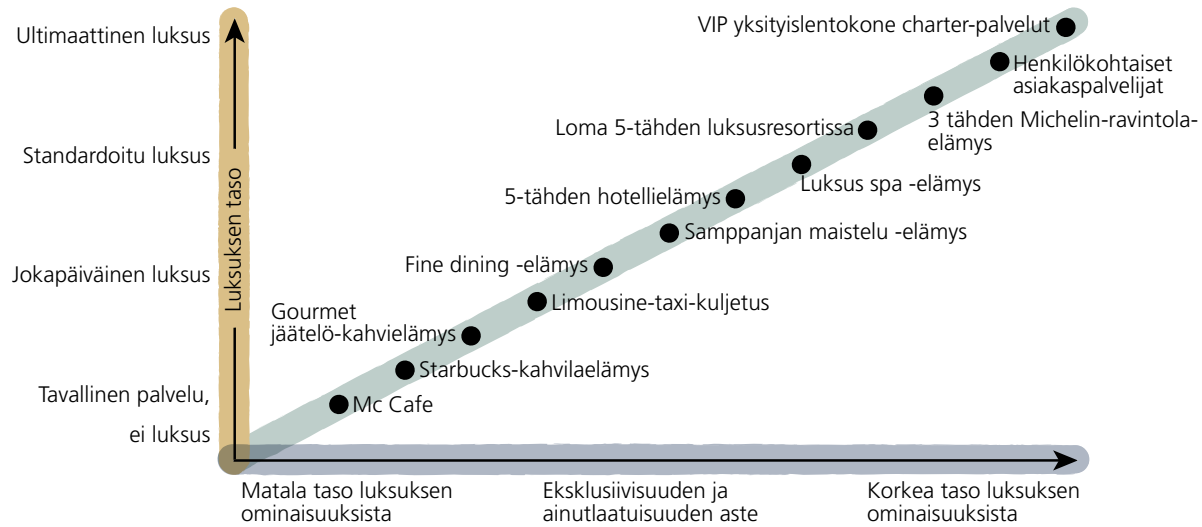 Ultimaattinen luksus
Standardoitu luksus
Jokapäiväinen luksus
Tavallinen palvelu,
ei luksus
Luksuksen taso
VIP yksityislentokone charter-palvelut
Henkilökohtaiset
asiakaspalvelijat
3 tähden Michelin-ravintola-
elämys
Loma 5-tähden luksusresortissa
Luksus spa -elämys
5-tähden hotellielämys
Samppanjan maistelu -elämys
Fine dining -elämys
Limousine-taxi-kuljetus
Gourmet
jäätelö-kahvielämys
Starbucks-kahvilaelämys
Mc Cafe
Matala taso luksuksen
ominaisuuksista
Eksklusiivisuuden ja
ainutlaatuisuuden aste
Korkea taso luksuksen
ominaisuuksista